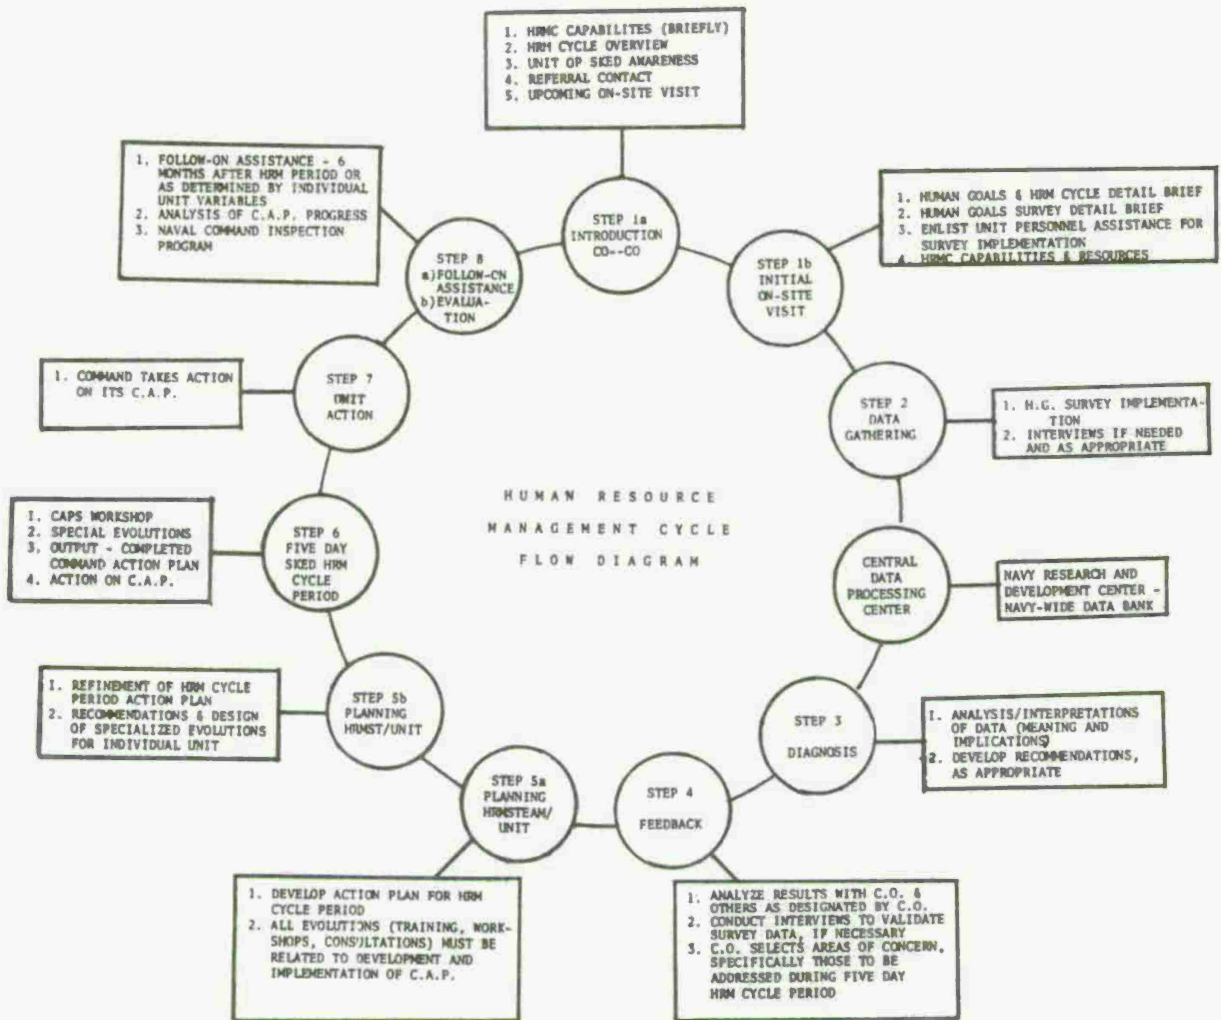 1. HRMC CAPABILITES (BRIEFLY)
2. HRM CYCLE OVERVIEW
3. UNIT OP SKED AWARENESS
4. REFERRAL CONTACT
5. UPCOMING ON-SITE VISIT
STEP 1a
INTRODUCTION
CO--CO
1. HUMAN GOALS & HRM CYCLE DETAIL BRIEF
2. HUMAN GOALS SURVEY DETAIL BRIEF
3. ENLIST UNIT PERSONNEL ASSISTANCE FOR
SURVEY IMPLEMENTATION
4. HRMC CAPABILITIES & RESOURCES
STEP 1b
INITIAL
ON-SITE
VISIT
STEP 2
DATA
GATHERING
1. H.G. SURVEY IMPLEMENTA-
TION
2. INTERVIEWS IF NEEDED
AND AS APPROPRIATE
CENTRAL
DATA
PROCESSING
CENTER
NAVY RESEARCH AND
DEVELOPMENT CENTER -
NAVY-WIDE DATA BANK
STEP 3
DIAGNOSIS
1. ANALYSIS/INTERPRETATIONS
OF DATA (MEANING AND
IMPLICATIONS)
2. DEVELOP RECOMMENDATIONS,
AS APPROPRIATE
STEP 4
FEEDBACK
1. ANALYZE RESULTS WITH C.O. &
OTHERS AS DESIGNATED BY C.O.
2. CONDUCT INTERVIEWS TO VALIDATE
SURVEY DATA, IF NECESSARY
3. C.O. SELECTS AREAS OF CONCERN,
SPECIFICALLY THOSE TO BE
ADDRESSED DURING FIVE DAY
HRM CYCLE PERIOD
STEP 5a
PLANNING
HRMSTEAM/
UNIT
1. DEVELOP ACTION PLAN FOR HRM
CYCLE PERIOD
2. ALL EVOLUTIONS (TRAINING, WORK-
SHOPS, CONSULTATIONS) MUST BE
RELATED TO DEVELOPMENT AND
IMPLEMENTATION OF C.A.P.
STEP 5b
PLANNING
HRMST/UNIT
1. REFINEMENT OF HRM CYCLE
PERIOD ACTION PLAN
2. RECOMMENDATIONS & DESIGN
OF SPECIALIZED EVOLUTIONS
FOR INDIVIDUAL UNIT
STEP 6
FIVE DAY
SKED HRM
CYCLE
PERIOD
1. CAPS WORKSHOP
2. SPECIAL EVOLUTIONS
3. OUTPUT - COMPLETED
COMMAND ACTION PLAN
4. ACTION ON C.A.P.
STEP 7
UNIT
ACTION
1. COMMAND TAKES ACTION
ON ITS C.A.P.
STEP 8
a)FOLLOW-ON
ASSISTANCE
b)EVALUA-
TION
1. FOLLOW-ON ASSISTANCE - 6
MONTHS AFTER HRM PERIOD OR
AS DETERMINED BY INDIVIDUAL
UNIT VARIABLES
2. ANALYSIS OF C.A.P. PROGRESS
3. NAVAL COMMAND INSPECTION
PROGRAM
HUMAN RESOURCE
MANAGEMENT CYCLE
FLOW DIAGRAM